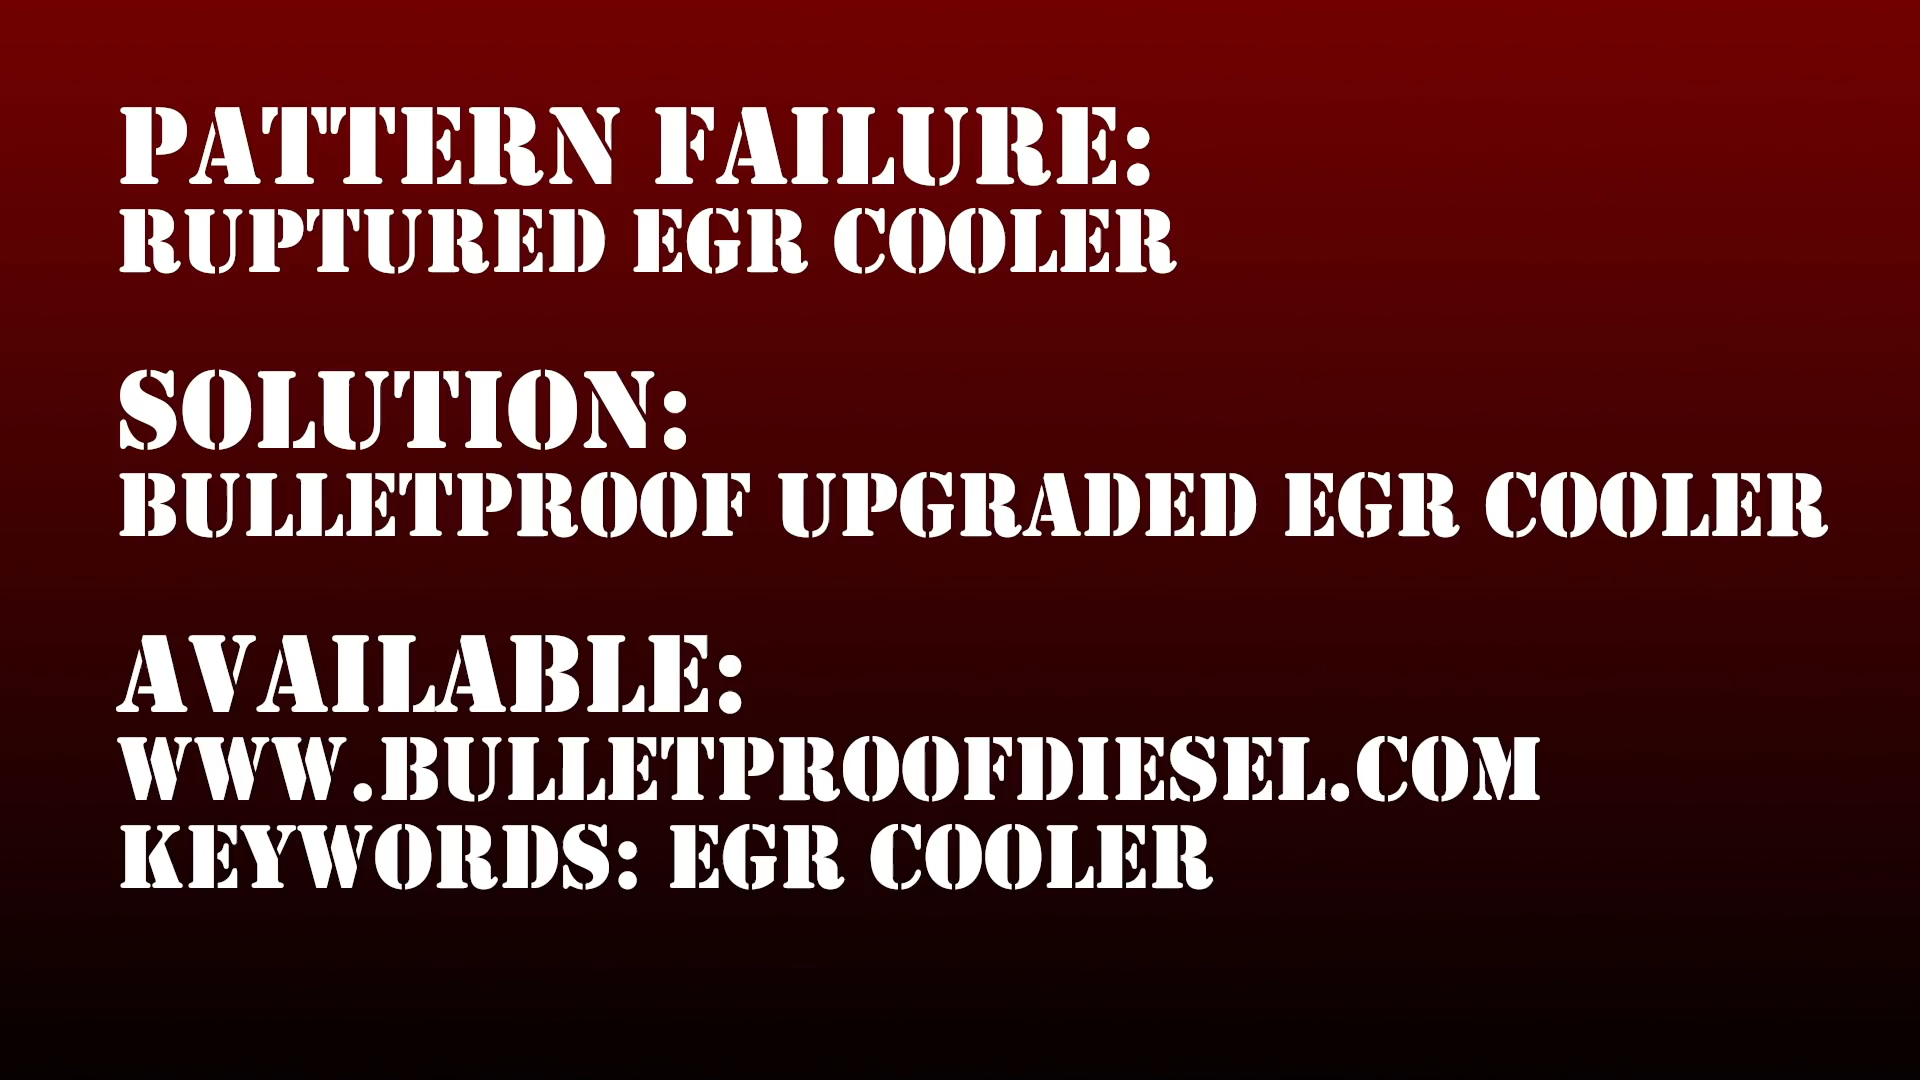 PATTERN FAILURE:
RUPTURED EGR COOLER
SOLUTION:
BULLETPROOF UPGRADED EGR COOLER
AVAILABLE:
WWW.BULLETPROOFDIESEL.COM
KEYWORDS: EGR COOLER